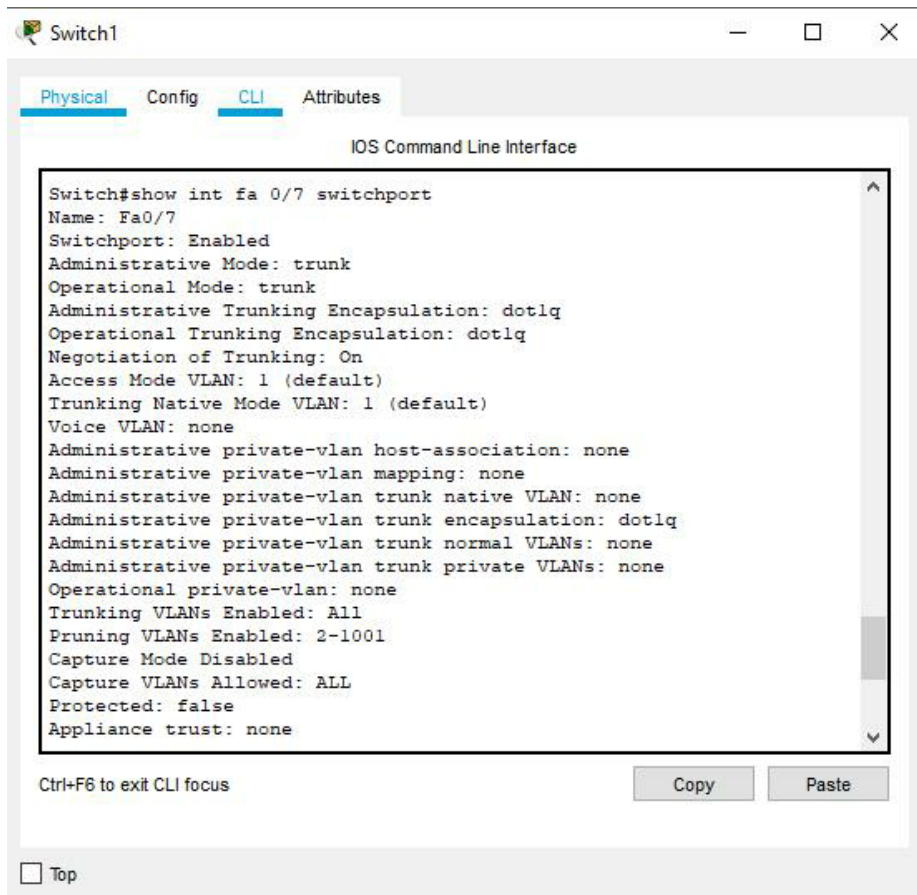 Switch1
Physical Config CLI Attributes
IOS Command Line Interface
Switch#show int fa 0/7 switchport
Name: Fa0/7
Switchport: Enabled
Administrative Mode: trunk
Operational Mode: trunk
Administrative Trunking Encapsulation: dot1q
Operational Trunking Encapsulation: dot1q
Negotiation of Trunking: On
Access Mode VLAN: 1 (default)
Trunking Native Mode VLAN: 1 (default)
Voice VLAN: none
Administrative private-vlan host-association: none
Administrative private-vlan mapping: none
Administrative private-vlan trunk native VLAN: none
Administrative private-vlan trunk encapsulation: dot1q
Administrative private-vlan trunk normal VLANs: none
Administrative private-vlan trunk private VLANs: none
Operational private-vlan: none
Trunking VLANs Enabled: All
Pruning VLANs Enabled: 2-1001
Capture Mode Disabled
Capture VLANs Allowed: ALL
Protected: false
Appliance trust: none
Ctrl+F6 to exit CLI focus Copy Paste
Top